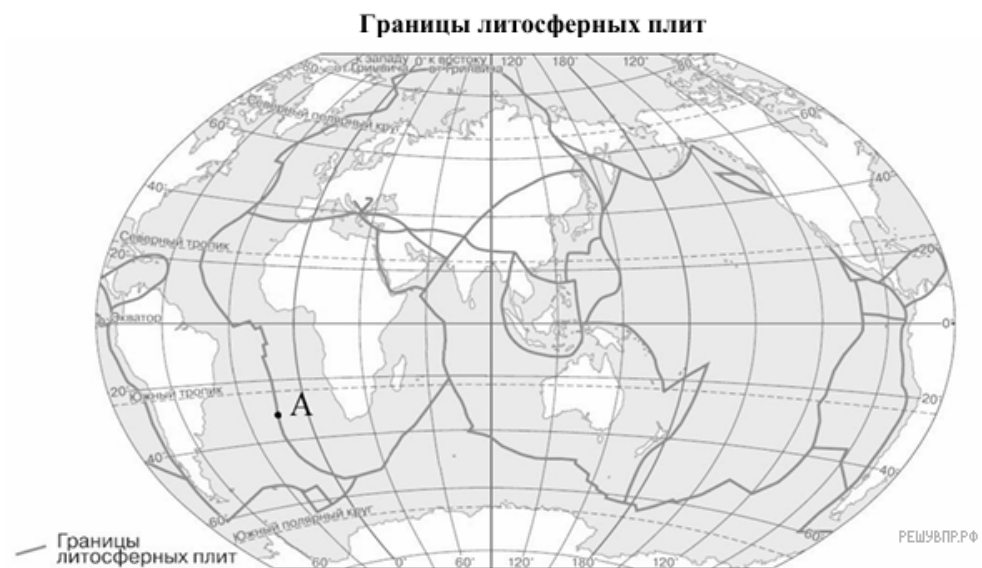 Границы литосферных плит
к западу 0° к востоку
от Гринвича от Гринвича
120° 180° 120°
80° 80°
Северный полярный круг
60° 60°
40° 40°
Северный тропик
20° 20°
Экватор
0° 0°
Южный тропик
20° 20°
А
40° 40°
60° 60°
Южный полярный круг
60° 0° 60° 120° 180° 120° 60°
Границы
литосферных плит
РЕШУВПР.РФ